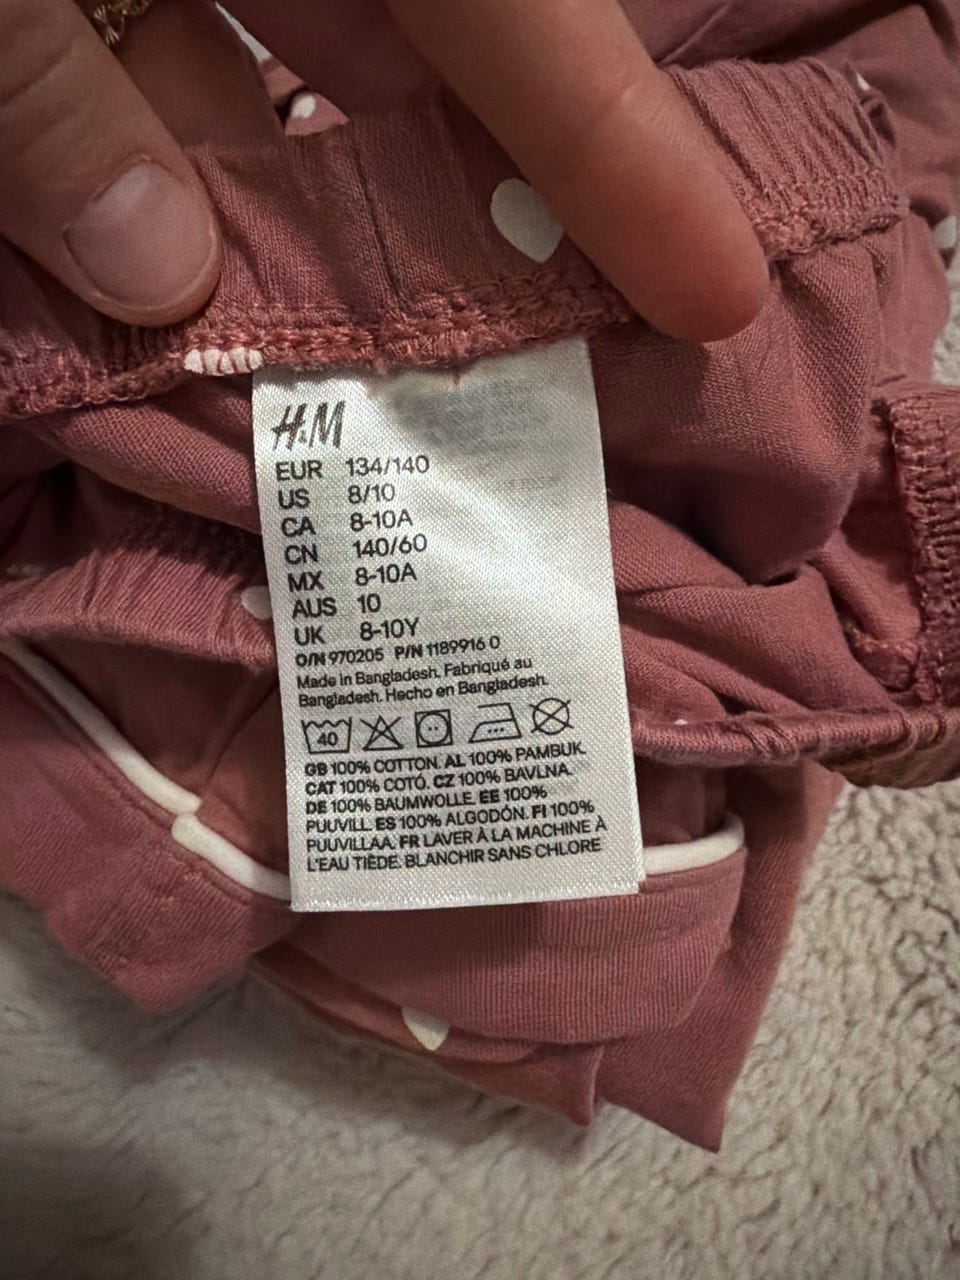 H&M
EUR 134/140
US 8/10
CA 8-10A
CN 140/60
MX 8-10A
AUS 10
UK 8-10Y
O/N 970205 P/N 1189916 0
Made in Bangladesh. Fabriqué au
Bangladesh. Hecho en Bangladesh.
40
GB 100% COTTON. AL 100% PAMBUK.
CAT 100% COTÓ. CZ 100% BAVLNA.
DE 100% BAUMWOLLE. EE 100%
PUUVILL. ES 100% ALGODÓN. FI 100%
PUUVILLAA. FR LAVER À LA MACHINE À
L'EAU TIÈDE. BLANCHIR SANS CHLORE